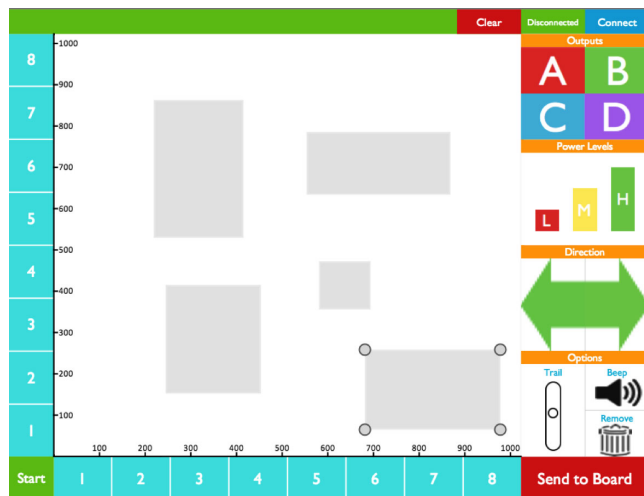 Clear Disconnected Connect
Outputs
A B
C D
Power Levels
L M H
Direction
Options
Trail Beep
Remove
8
7
6
5
4
3
2
1
1000
900
800
700
600
500
400
300
200
100
100 200 300 400 500 600 700 800 900 1000
Start 1 2 3 4 5 6 7 8 Send to Board